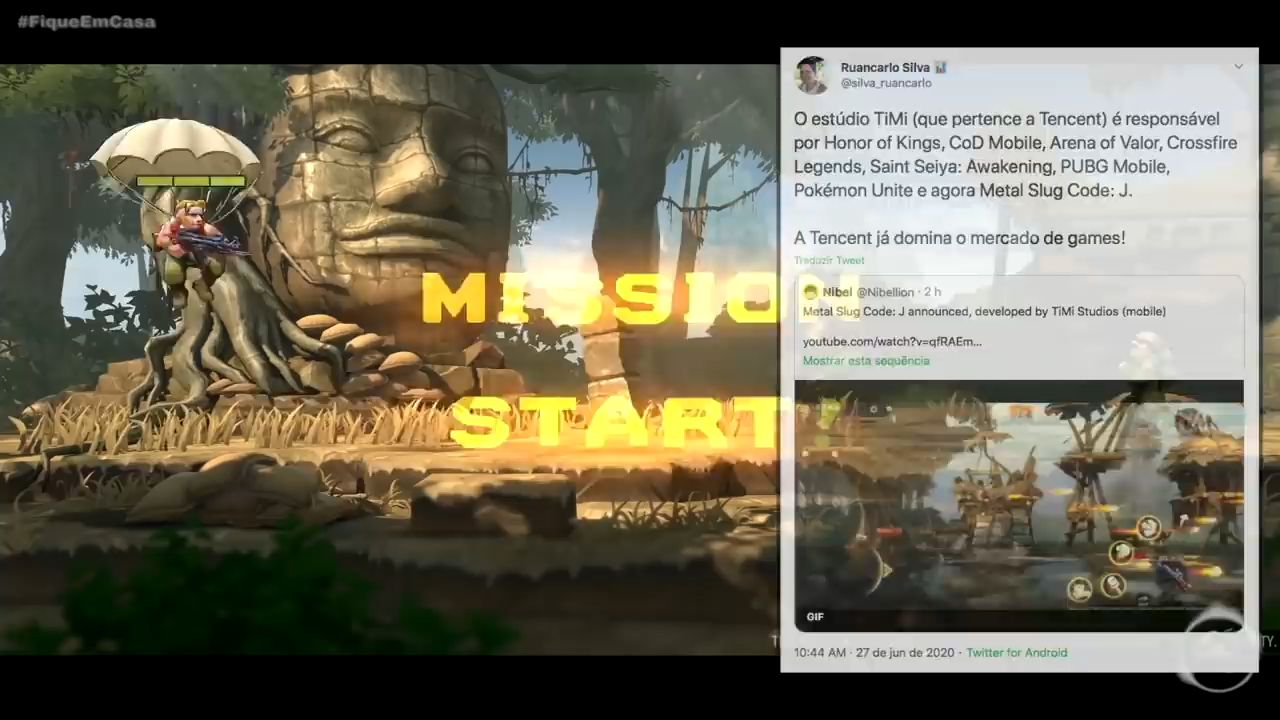 #FiqueEmCasa
MISSION
START
Ruancarlo Silva
@silva_ruancarlo
O estúdio TiMi (que pertence a Tencent) é responsável
por Honor of Kings, CoD Mobile, Arena of Valor, Crossfire
Legends, Saint Seiya: Awakening, PUBG Mobile,
Pokémon Unite e agora Metal Slug Code: J.
A Tencent já domina o mercado de games!
Traduzir Tweet
Nibel @Nibellion · 2 h
Metal Slug Code: J announced, developed by TiMi Studios (mobile)
youtube.com/watch?v=qfRAEm...
Mostrar esta sequência
GIF
10:44 AM · 27 de jun de 2020 · Twitter for Android